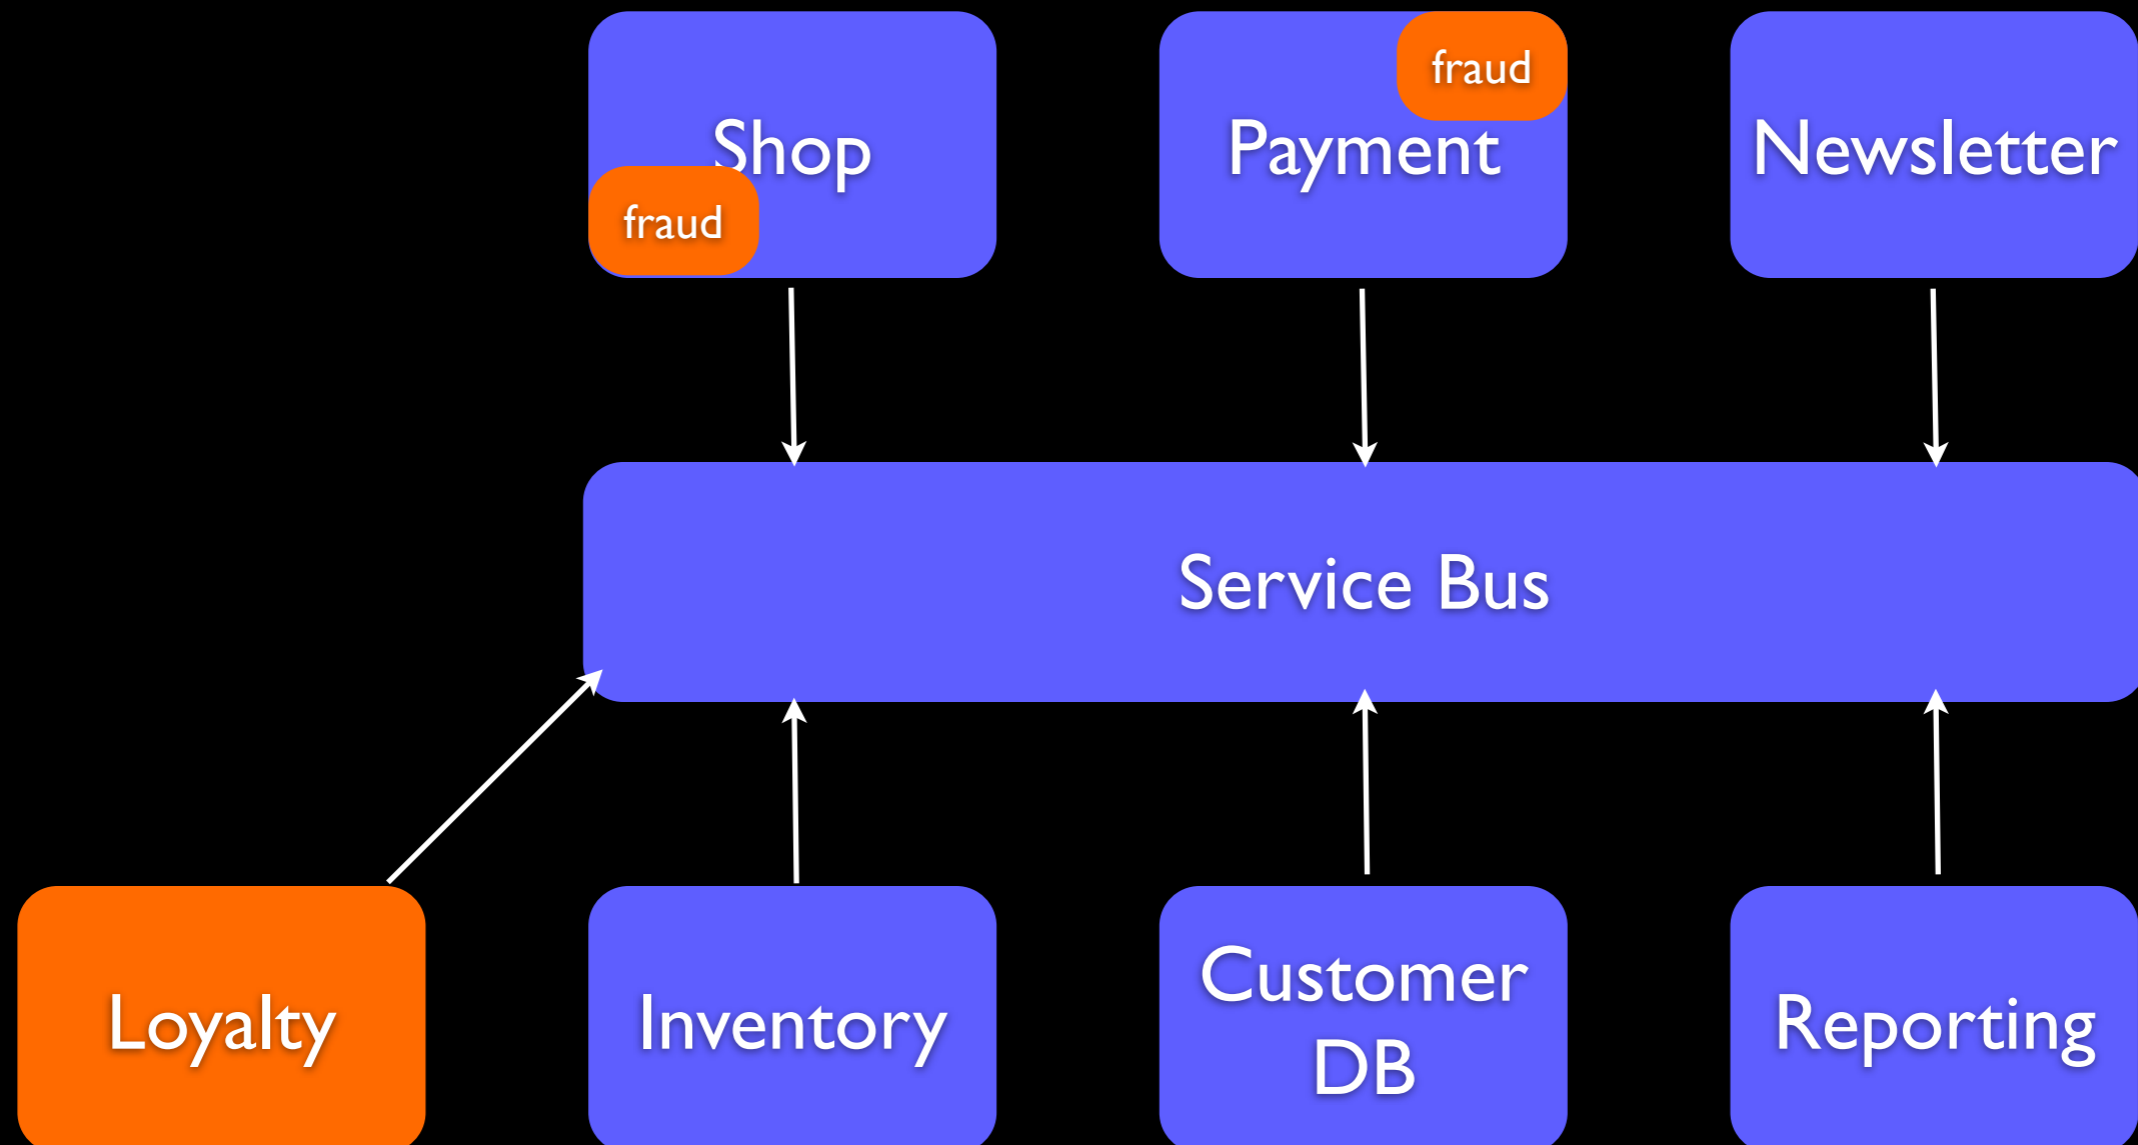 fraud
Shop
Payment
Newsletter
fraud
Service Bus
Loyalty
Inventory
Customer
DB
Reporting